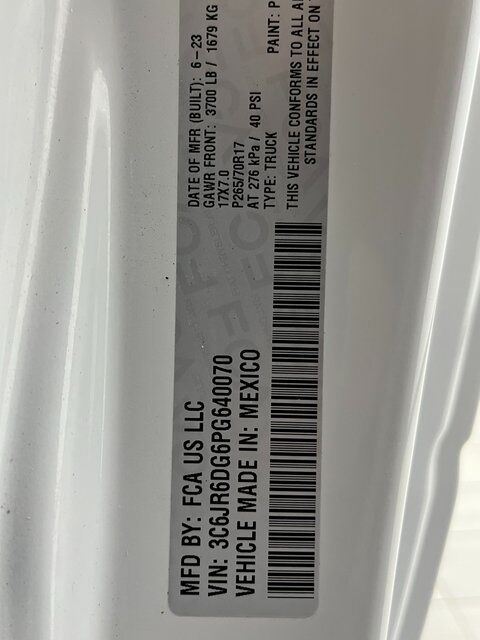 MFD BY: FCA US LLC
VIN: 3C6JR6DG6PG640070
VEHICLE MADE IN: MEXICO
DATE OF MFR (BUILT): 6-23
GAWR FRONT: 3700 LB / 1679 KG
17X7.0
P265/70R17
AT 276 kPa / 40 PSI
TYPE: TRUCK
PAINT: P
THIS VEHICLE CONFORMS TO ALL
STANDARDS IN EFFECT ON